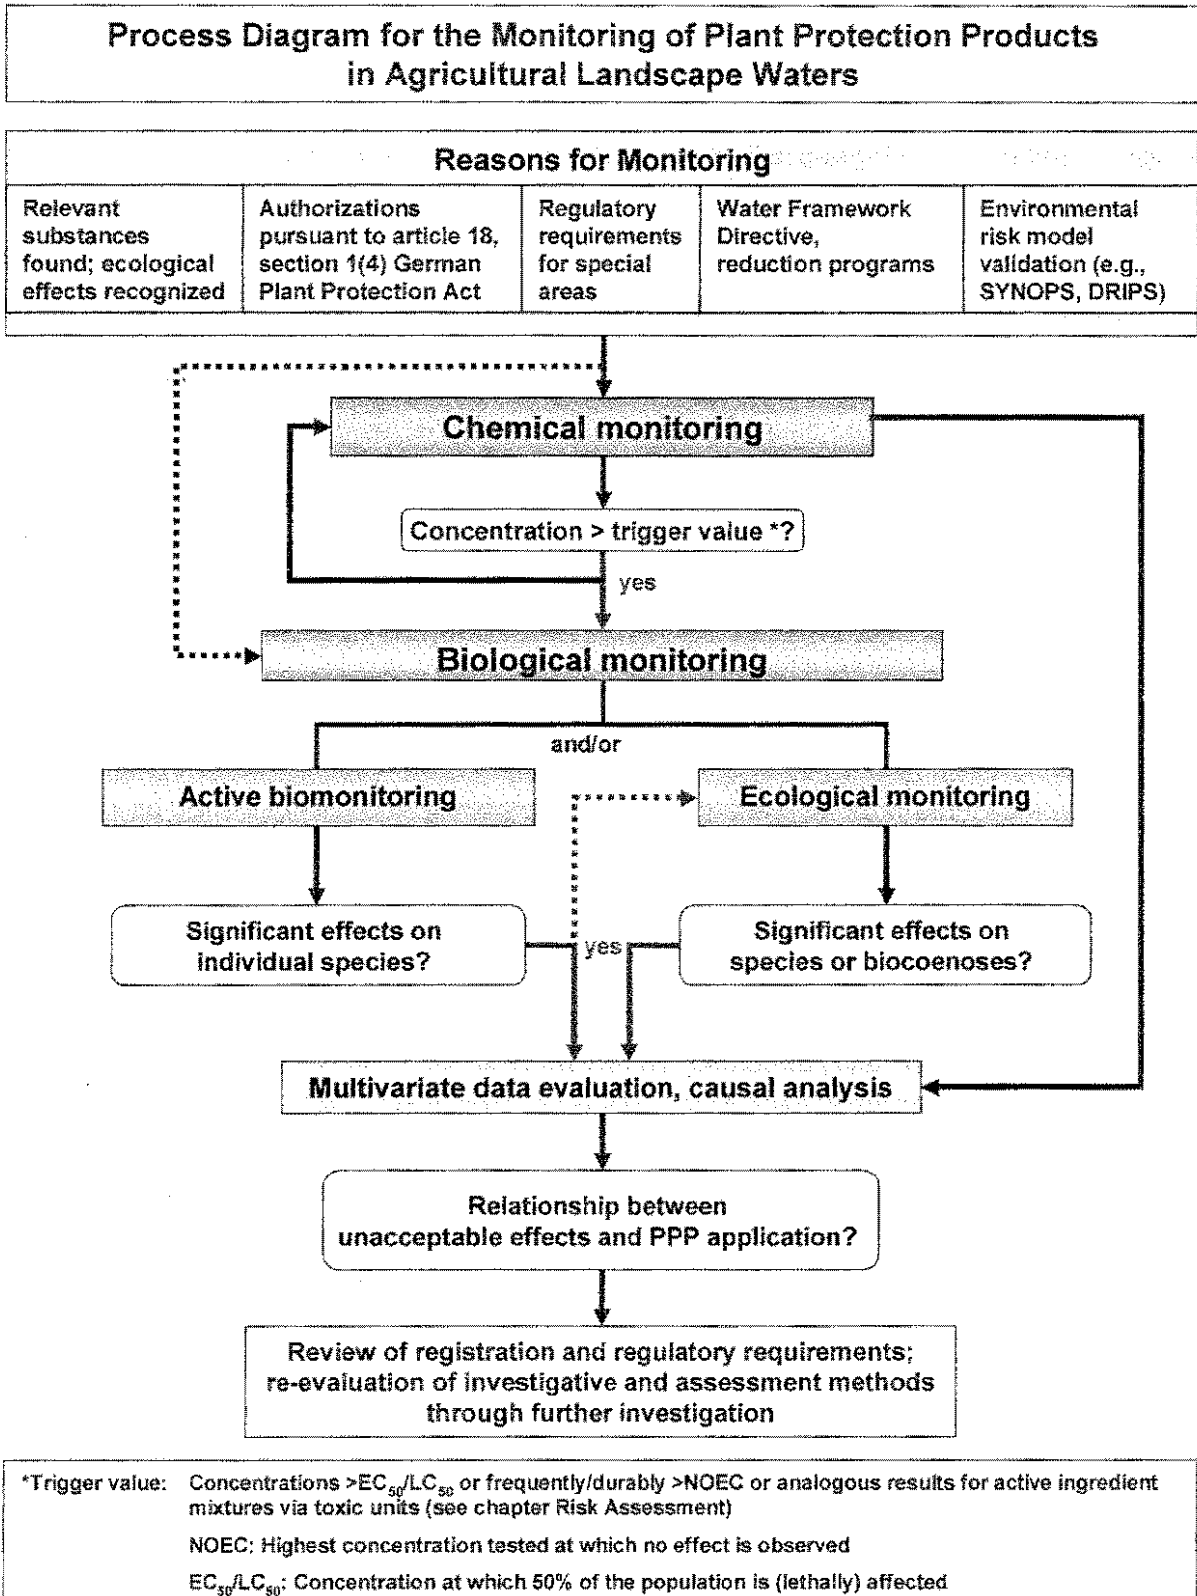 Process Diagram for the Monitoring of Plant Protection Products
in Agricultural Landscape Waters
Reasons for Monitoring
Relevant
substances
found; ecological
effects recognized
Authorizations
pursuant to article 18,
section 1(4) German
Plant Protection Act
Regulatory
requirements
for special
areas
Water Framework
Directive,
reduction programs
Environmental
risk model
validation (e.g.,
SYNOPS, DRIPS)
Chemical monitoring
Concentration > trigger value *?
yes
Biological monitoring
and/or
Active biomonitoring
Ecological monitoring
Significant effects on
individual species?
yes
Significant effects on
species or biocoenoses?
Multivariate data evaluation, causal analysis
Relationship between
unacceptable effects and PPP application?
Review of registration and regulatory requirements;
re-evaluation of investigative and assessment methods
through further investigation
*Trigger value: Concentrations >EC50/LC50 or frequently/durably >NOEC or analogous results for active ingredient
mixtures via toxic units (see chapter Risk Assessment)
NOEC: Highest concentration tested at which no effect is observed
EC50/LC50: Concentration at which 50% of the population is (lethally) affected